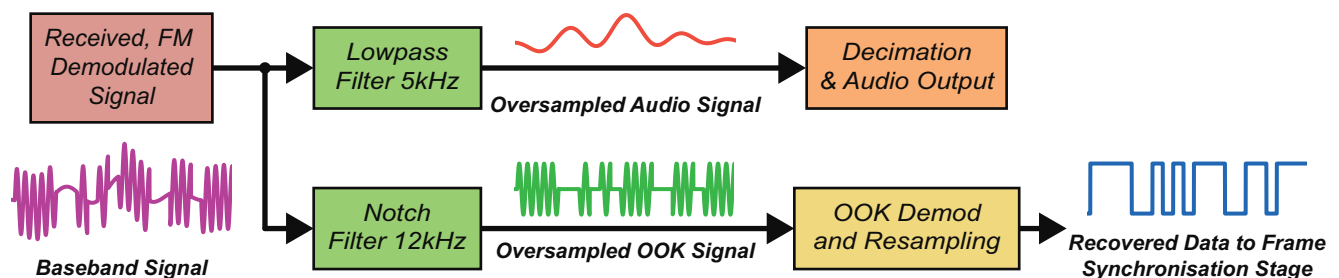 Received, FM
Demodulated
Signal
Lowpass
Filter 5kHz
Oversampled Audio Signal
Decimation
& Audio Output
Baseband Signal
Notch
Filter 12kHz
Oversampled OOK Signal
OOK Demod
and Resampling
Recovered Data to Frame
Synchronisation Stage